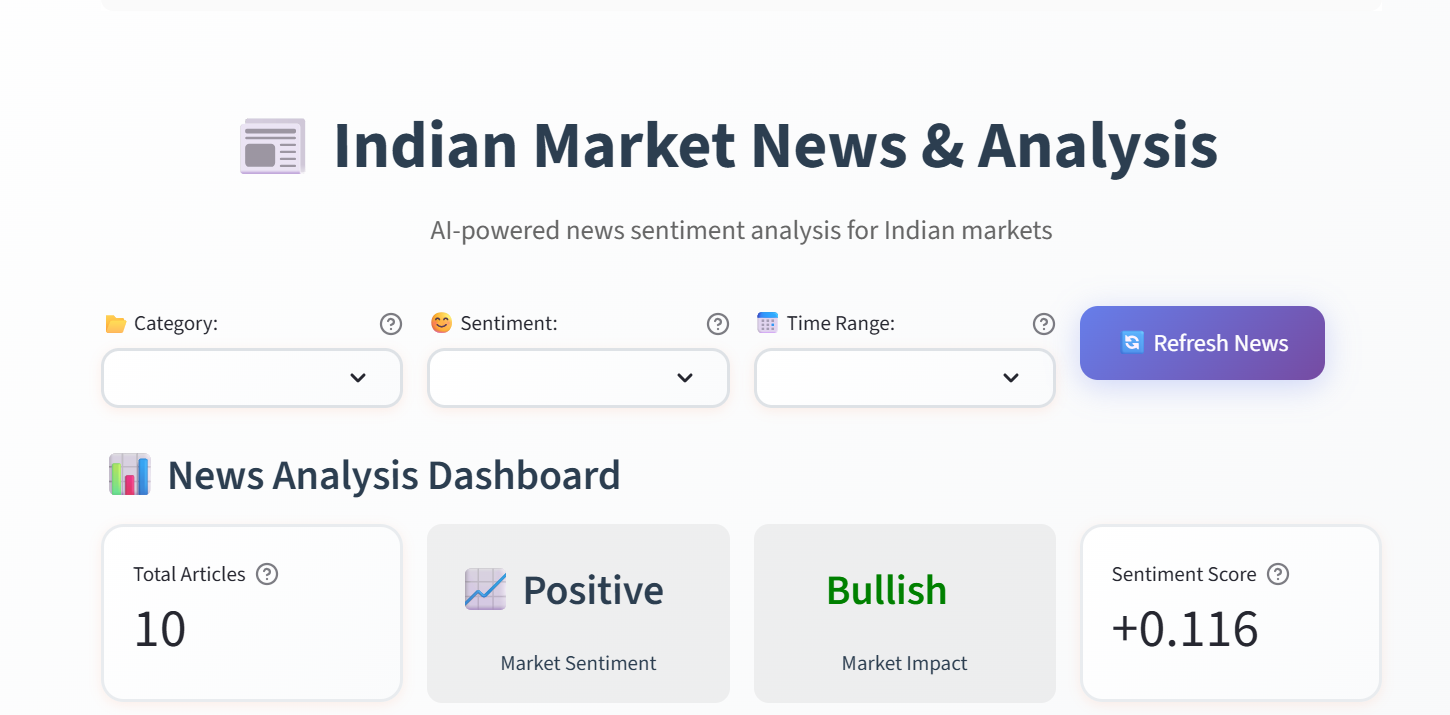 Indian Market News & Analysis
AI-powered news sentiment analysis for Indian markets
Category:
Sentiment:
Time Range:
Refresh News
News Analysis Dashboard
Total Articles
10
Positive
Market Sentiment
Bullish
Market Impact
Sentiment Score
+0.116